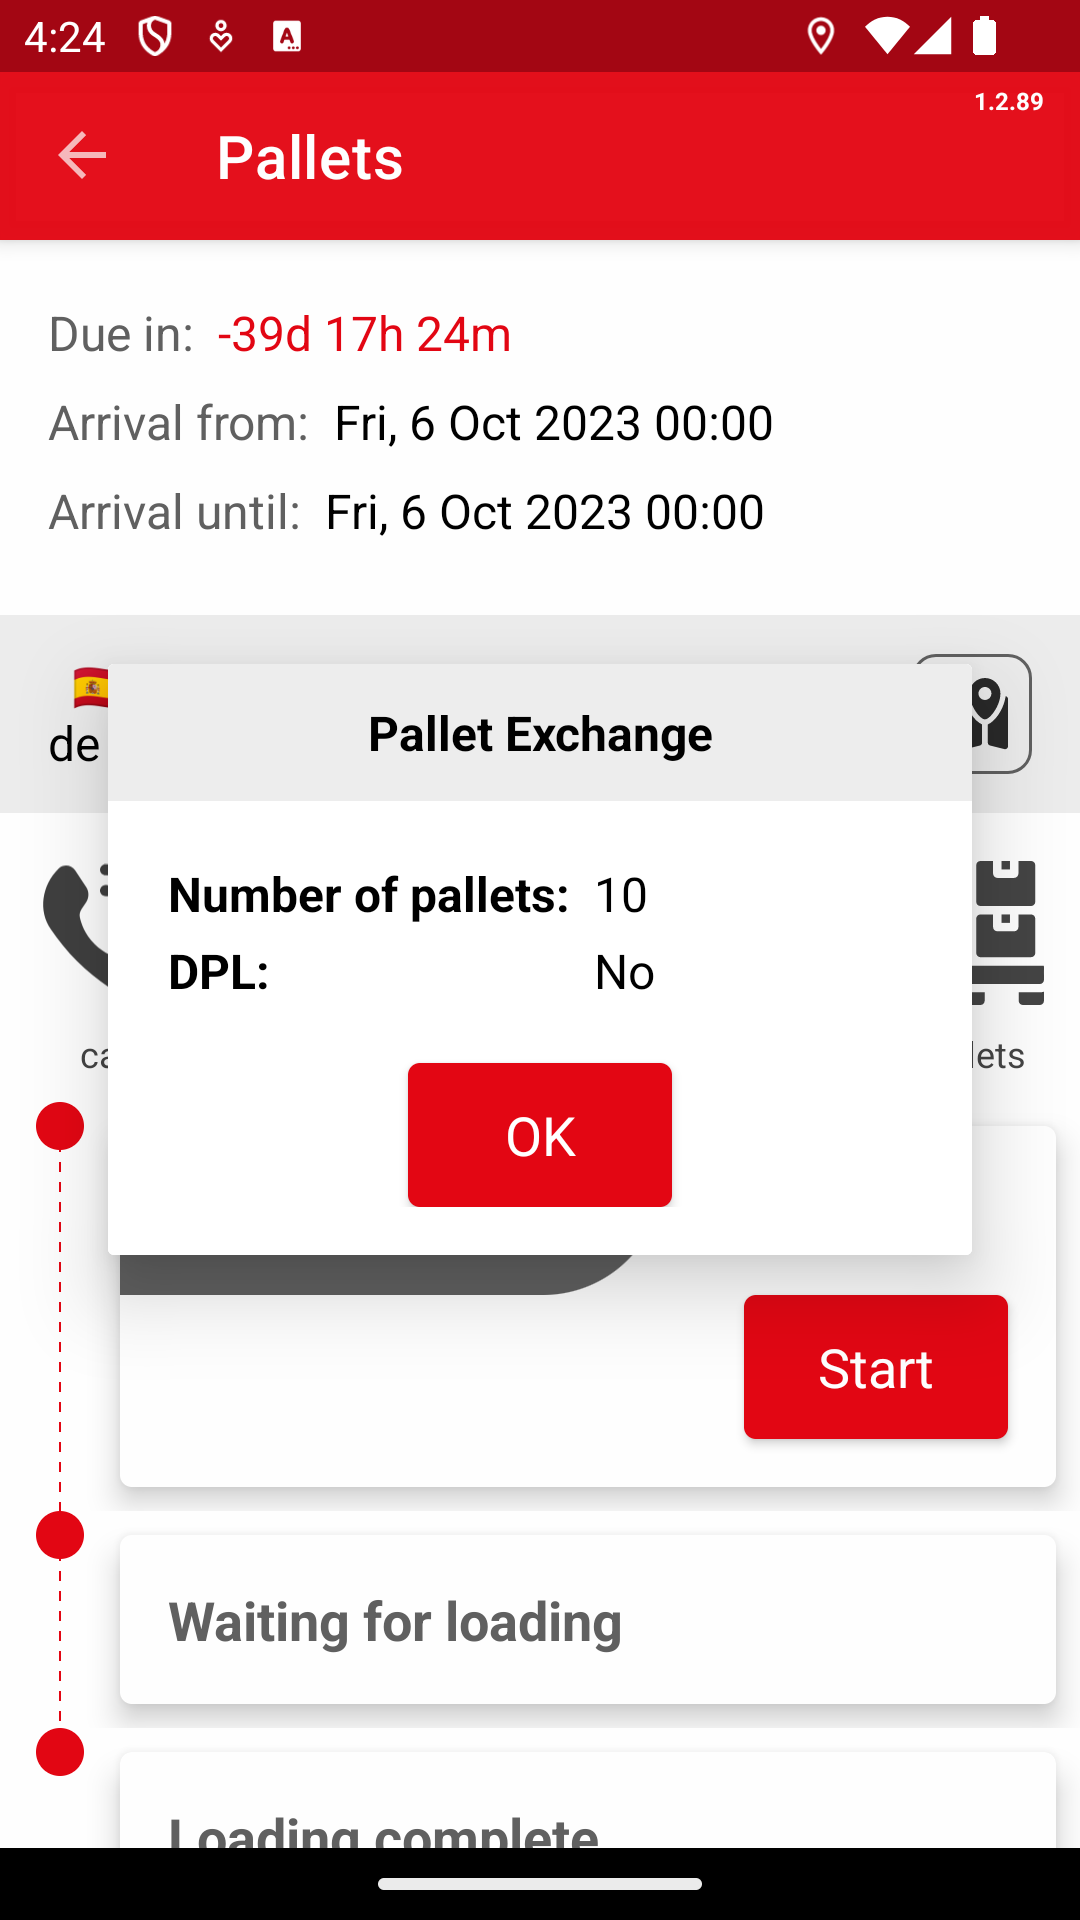 4:24
1.2.89
Pallets
Due in: -39d 17h 24m
Arrival from: Fri, 6 Oct 2023 00:00
Arrival until: Fri, 6 Oct 2023 00:00
de
Pallet Exchange
Number of pallets: 10
DPL: No
OK
Start
Waiting for loading
Loading complete